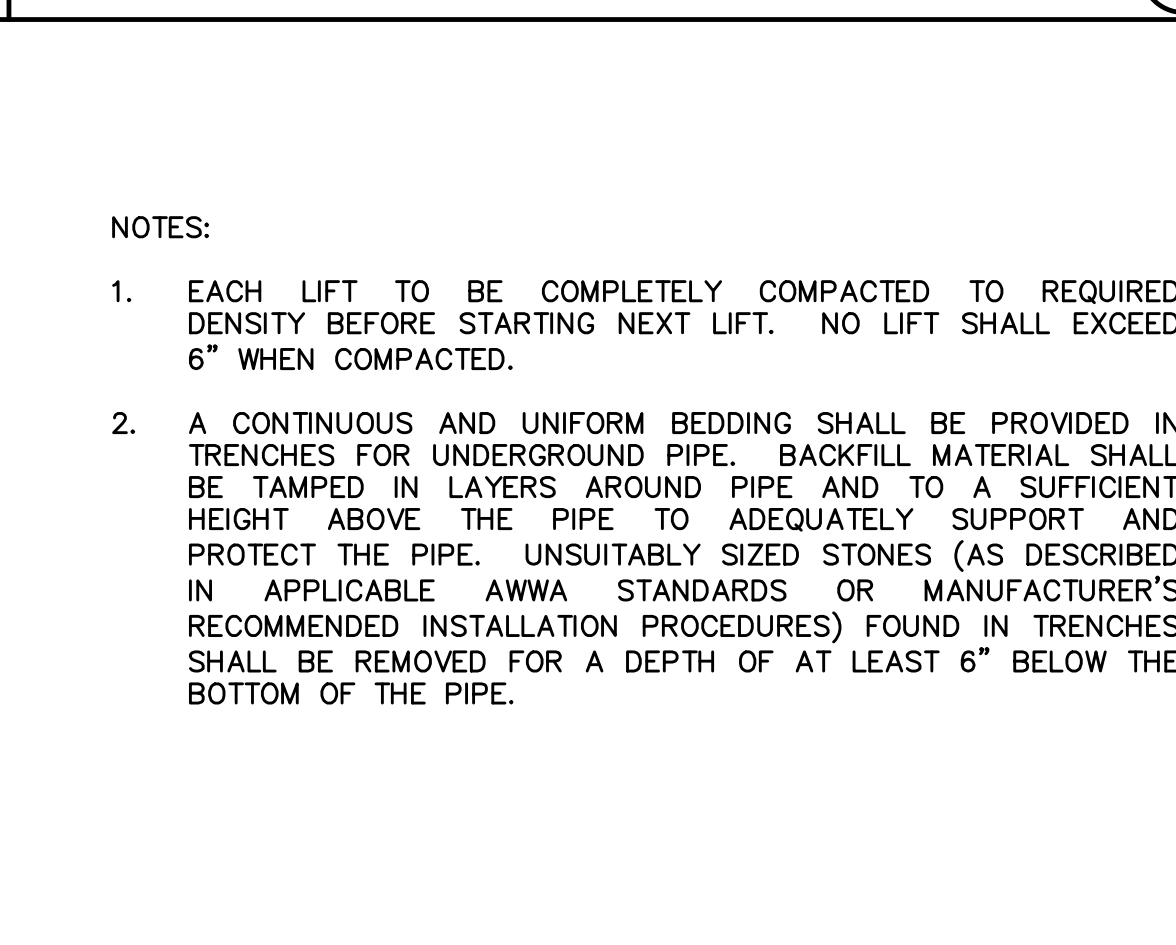 NOTES:
1. EACH LIFT TO BE COMPLETELY COMPACTED TO REQUIRED
DENSITY BEFORE STARTING NEXT LIFT. NO LIFT SHALL EXCEED
6” WHEN COMPACTED.
2. A CONTINUOUS AND UNIFORM BEDDING SHALL BE PROVIDED IN
TRENCHES FOR UNDERGROUND PIPE. BACKFILL MATERIAL SHALL
BE TAMPED IN LAYERS AROUND PIPE AND TO A SUFFICIENT
HEIGHT ABOVE THE PIPE TO ADEQUATELY SUPPORT AND
PROTECT THE PIPE. UNSUITABLY SIZED STONES (AS DESCRIBED
IN APPLICABLE AWWA STANDARDS OR MANUFACTURER’S
RECOMMENDED INSTALLATION PROCEDURES) FOUND IN TRENCHES
SHALL BE REMOVED FOR A DEPTH OF AT LEAST 6” BELOW THE
BOTTOM OF THE PIPE.